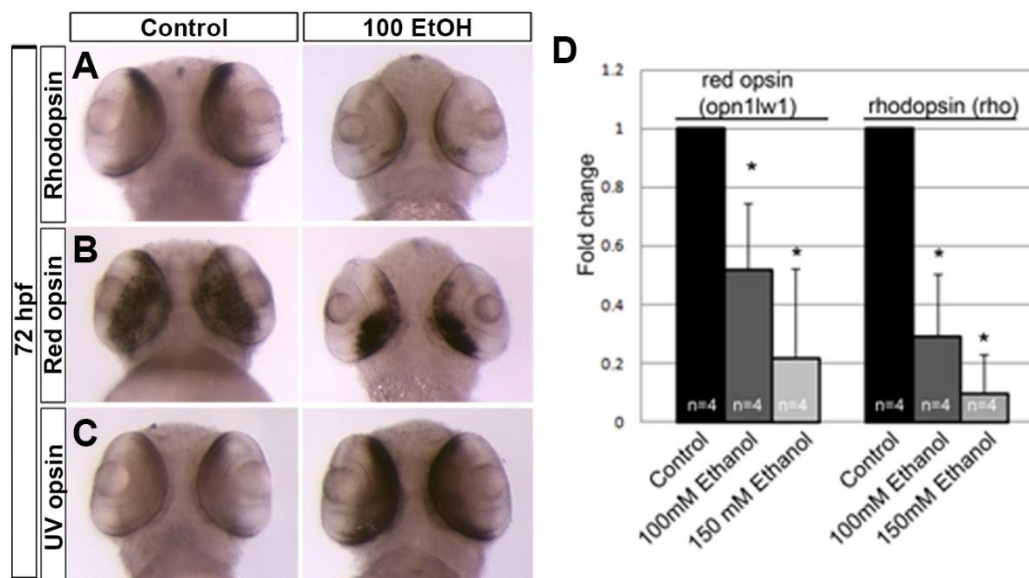 Control
100 EtOH
72 hpf
Rhodopsin
A
Red opsin
B
UV opsin
C
D
red opsin
(opn1lw1)
rhodopsin (rho)
Fold change
1.2
1
0.8
0.6
0.4
0.2
0
*
*
*
*
n=4
n=4
n=4
n=4
n=4
n=4
Control
100mM Ethanol
150 mM Ethanol
Control
100mM Ethanol
150mM Ethanol